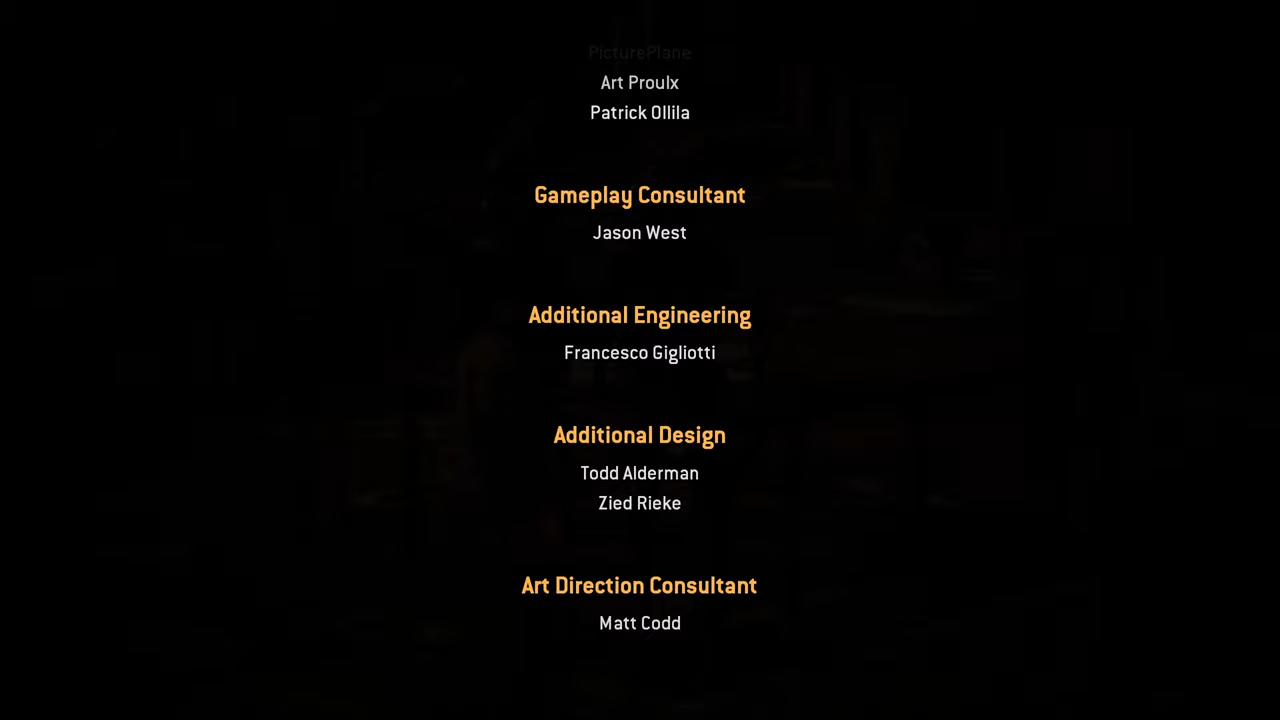 PicturePlane
Art Proulx
Patrick Ollila
Gameplay Consultant
Jason West
Additional Engineering
Francesco Gigliotti
Additional Design
Todd Alderman
Zied Rieke
Art Direction Consultant
Matt Codd